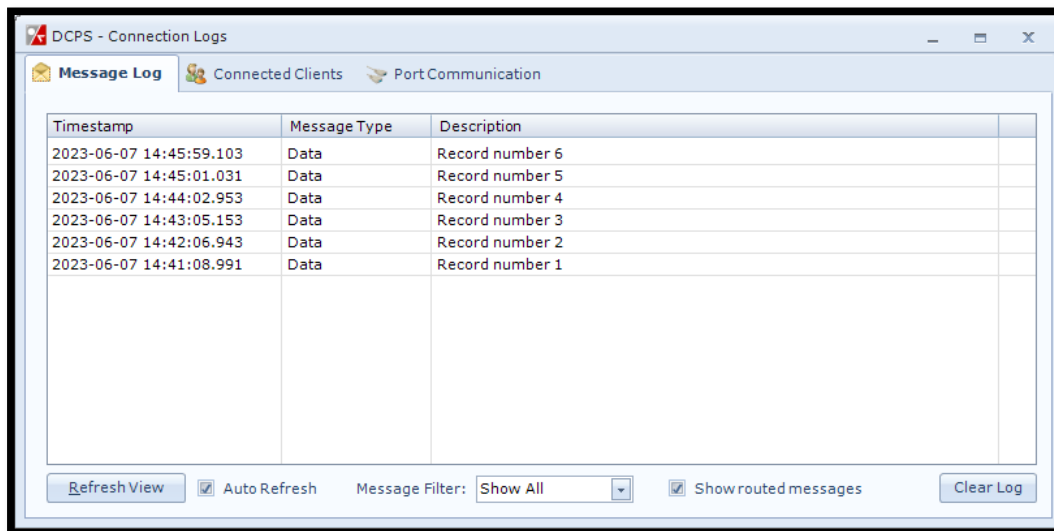 DCPS - Connection Logs
Message Log Connected Clients Port Communication
Timestamp Message Type Description
2023-06-07 14:45:59.103 Data Record number 6
2023-06-07 14:45:01.031 Data Record number 5
2023-06-07 14:44:02.953 Data Record number 4
2023-06-07 14:43:05.153 Data Record number 3
2023-06-07 14:42:06.943 Data Record number 2
2023-06-07 14:41:08.991 Data Record number 1
Refresh View Auto Refresh Message Filter: Show All Show routed messages Clear Log